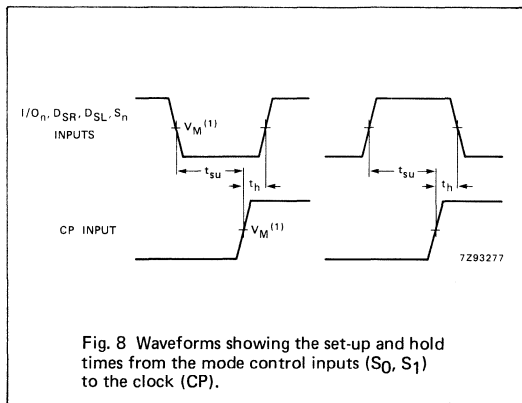 I/On, DSR, DSL, Sn
INPUTS
VM(1)
tsu
th
tsu
th
CP INPUT
VM(1)
7Z93277
Fig. 8 Waveforms showing the set-up and hold
times from the mode control inputs (S0, S1)
to the clock (CP).